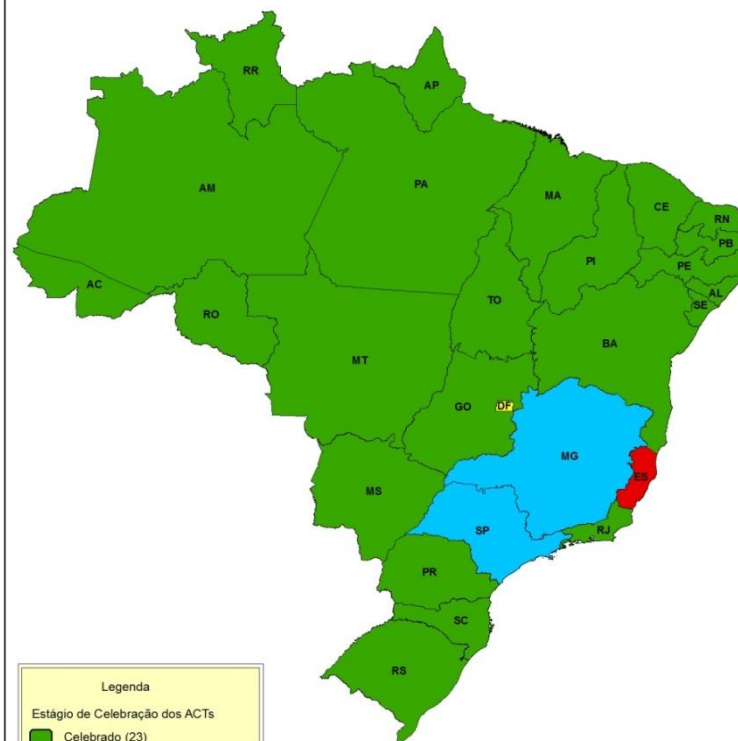 RR
AP
AM
PA
MA
CE
RN
PB
PI
PE
AL
SE
AC
TO
RO
BA
MT
GO
DF
MG
ES
MS
SP
RJ
PR
SC
RS
Legenda
Estágio de Celebração dos ACTs
Celebrado (23)